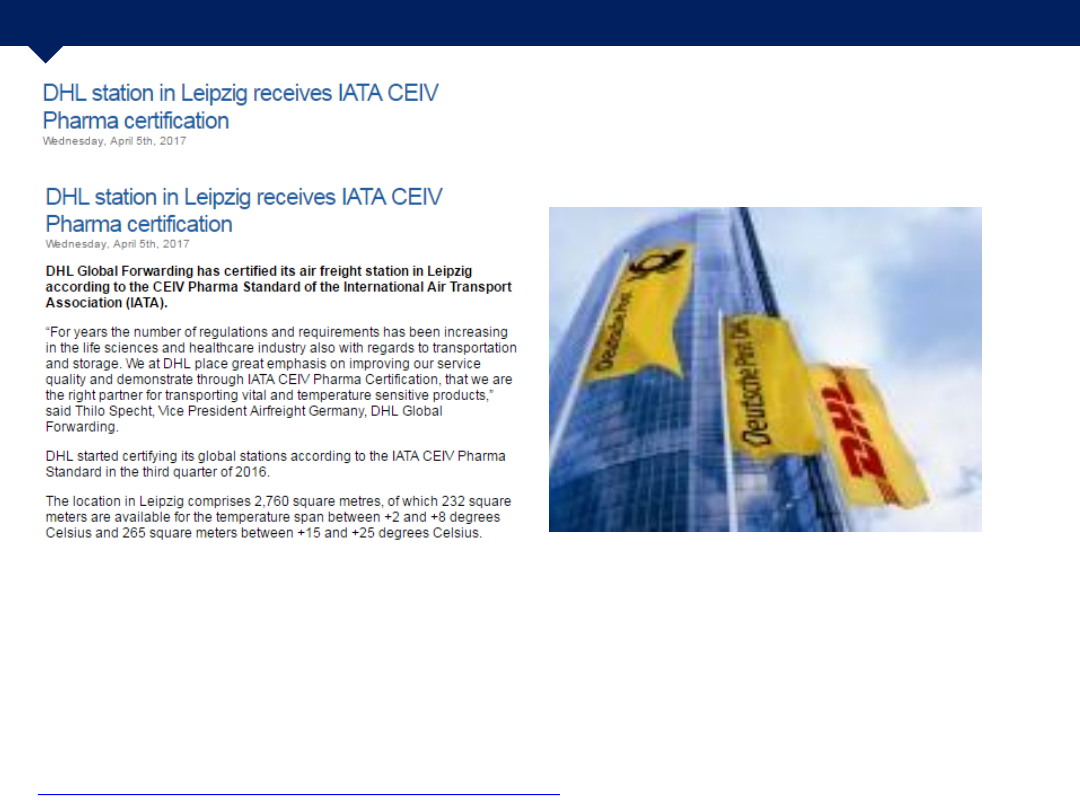 DHL station in Leipzig receives IATA CEIV
Pharma certification
Wednesday, April 5th, 2017
DHL station in Leipzig receives IATA CEIV
Pharma certification
Wednesday, April 5th, 2017
DHL Global Forwarding has certified its air freight station in Leipzig
according to the CEIV Pharma Standard of the International Air Transport
Association (IATA).
“For years the number of regulations and requirements has been increasing
in the life sciences and healthcare industry also with regards to transportation
and storage. We at DHL place great emphasis on improving our service
quality and demonstrate through IATA CEIV Pharma Certification, that we are
the right partner for transporting vital and temperature sensitive products,”
said Thilo Specht, Vice President Airfreight Germany, DHL Global
Forwarding.
DHL started certifying its global stations according to the IATA CEIV Pharma
Standard in the third quarter of 2016.
The location in Leipzig comprises 2,760 square metres, of which 232 square
meters are available for the temperature span between +2 and +8 degrees
Celsius and 265 square meters between +15 and +25 degrees Celsius.
Deutsche Post
Deutsche Post DHL
DHL